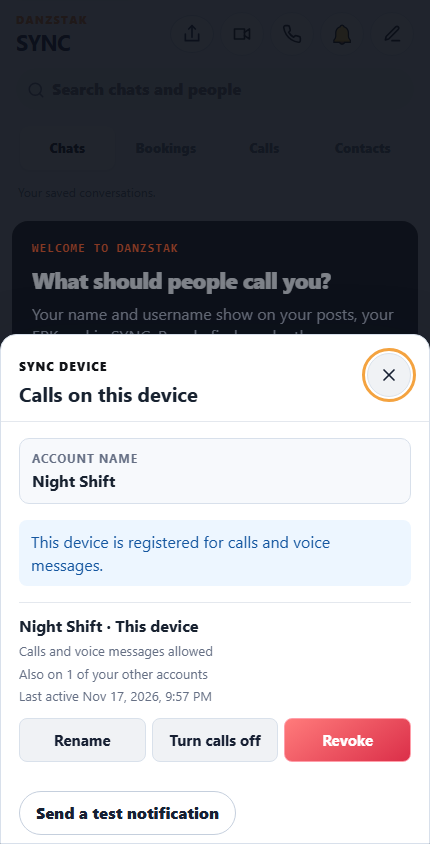 DANZSTAK
SYNC
Search chats and people
Chats
Bookings
Calls
Contacts
Your saved conversations.
WELCOME TO DANZSTAK
What should people call you?
Your name and username show on your posts, your
SYNC DEVICE
Calls on this device
ACCOUNT NAME
Night Shift
This device is registered for calls and voice
messages.
Night Shift · This device
Calls and voice messages allowed
Also on 1 of your other accounts
Last active Nov 17, 2026, 9:57 PM
Rename
Turn calls off
Revoke
Send a test notification